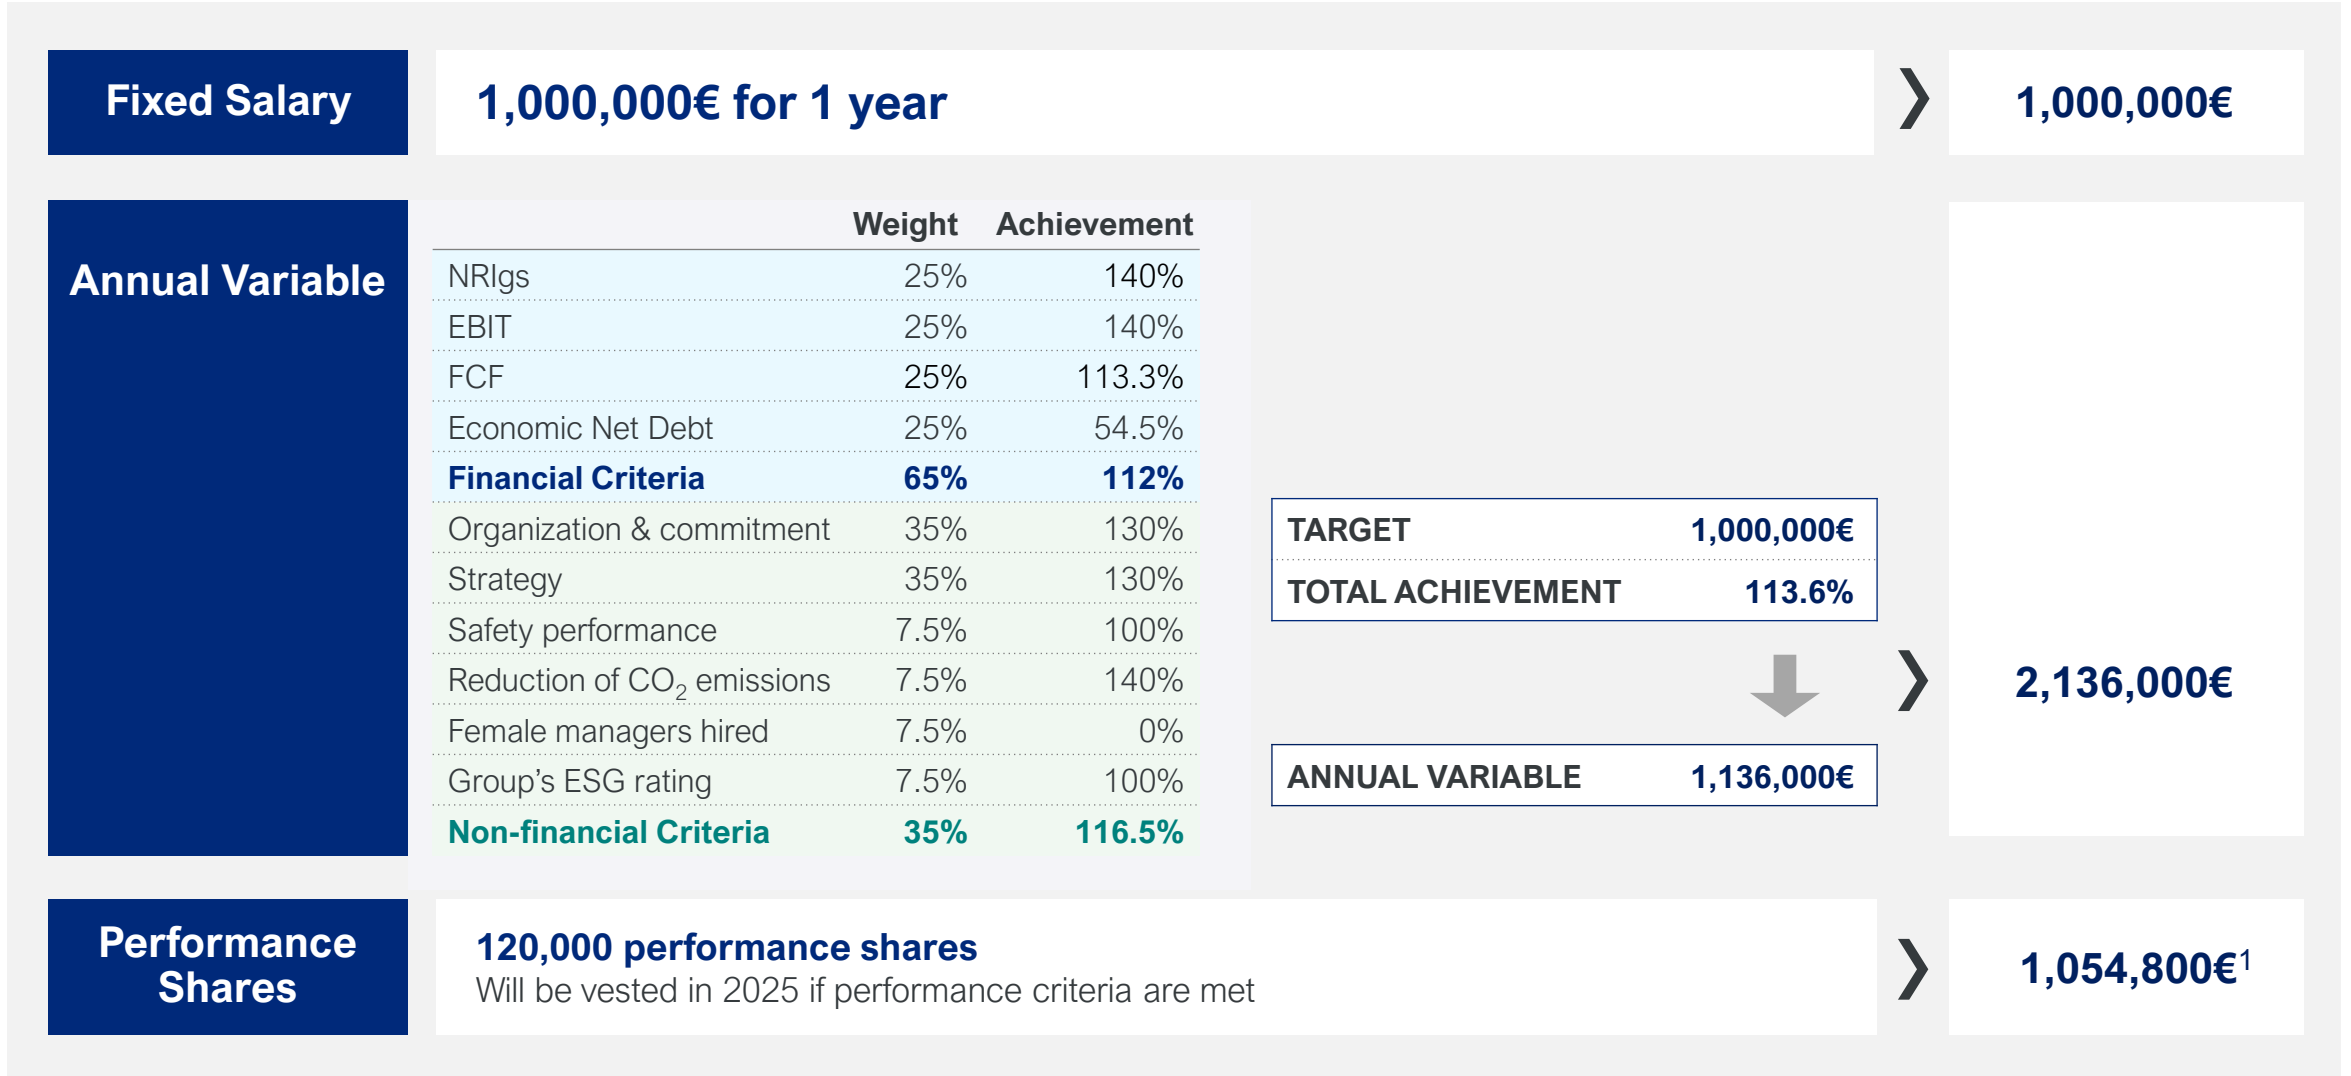 Fixed Salary
1,000,000€ for 1 year
❯
1,000,000€
Annual Variable
Weight Achievement
NRIgs 25% 140%
EBIT 25% 140%
FCF 25% 113.3%
Economic Net Debt 25% 54.5%
Financial Criteria 65% 112%
Organization & commitment 35% 130%
Strategy 35% 130%
Safety performance 7.5% 100%
Reduction of CO₂ emissions 7.5% 140%
Female managers hired 7.5% 0%
Group's ESG rating 7.5% 100%
Non-financial Criteria 35% 116.5%
TARGET 1,000,000€
TOTAL ACHIEVEMENT 113.6%
ANNUAL VARIABLE 1,136,000€
❯
2,136,000€
Performance
Shares
120,000 performance shares
Will be vested in 2025 if performance criteria are met
❯
1,054,800€¹